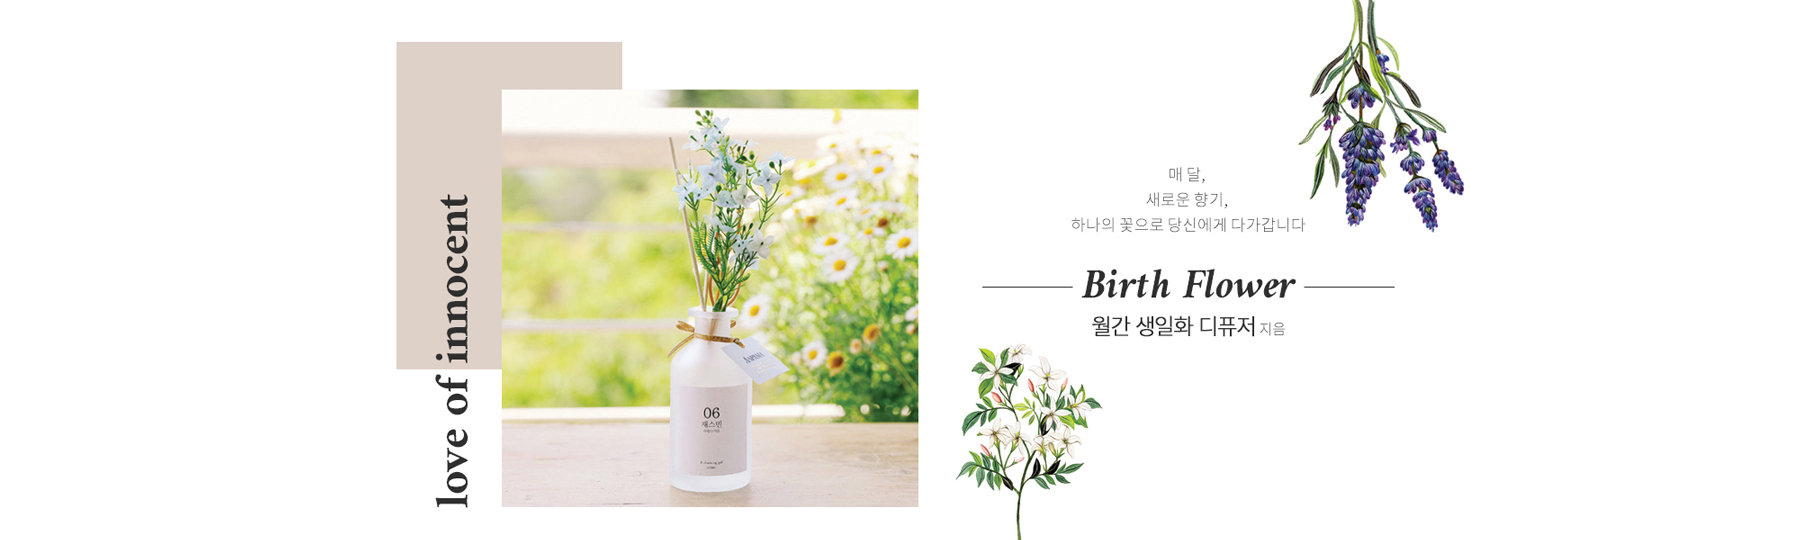 love of innocent
06
재스민
매 달,
새로운 향기,
하나의 꽃으로 당신에게 다가갑니다
Birth Flower
월간 생일화 디퓨저 지음